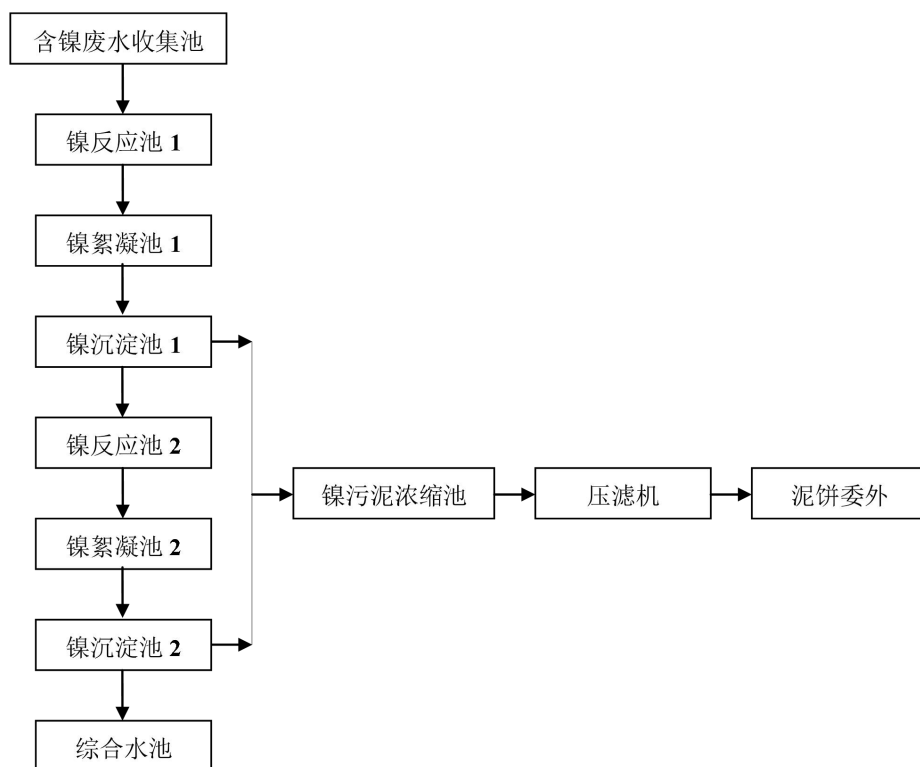 含镍废水收集池
镍反应池 1
镍絮凝池 1
镍沉淀池 1
镍反应池 2
镍污泥浓缩池
压滤机
泥饼委外
镍絮凝池 2
镍沉淀池 2
综合水池